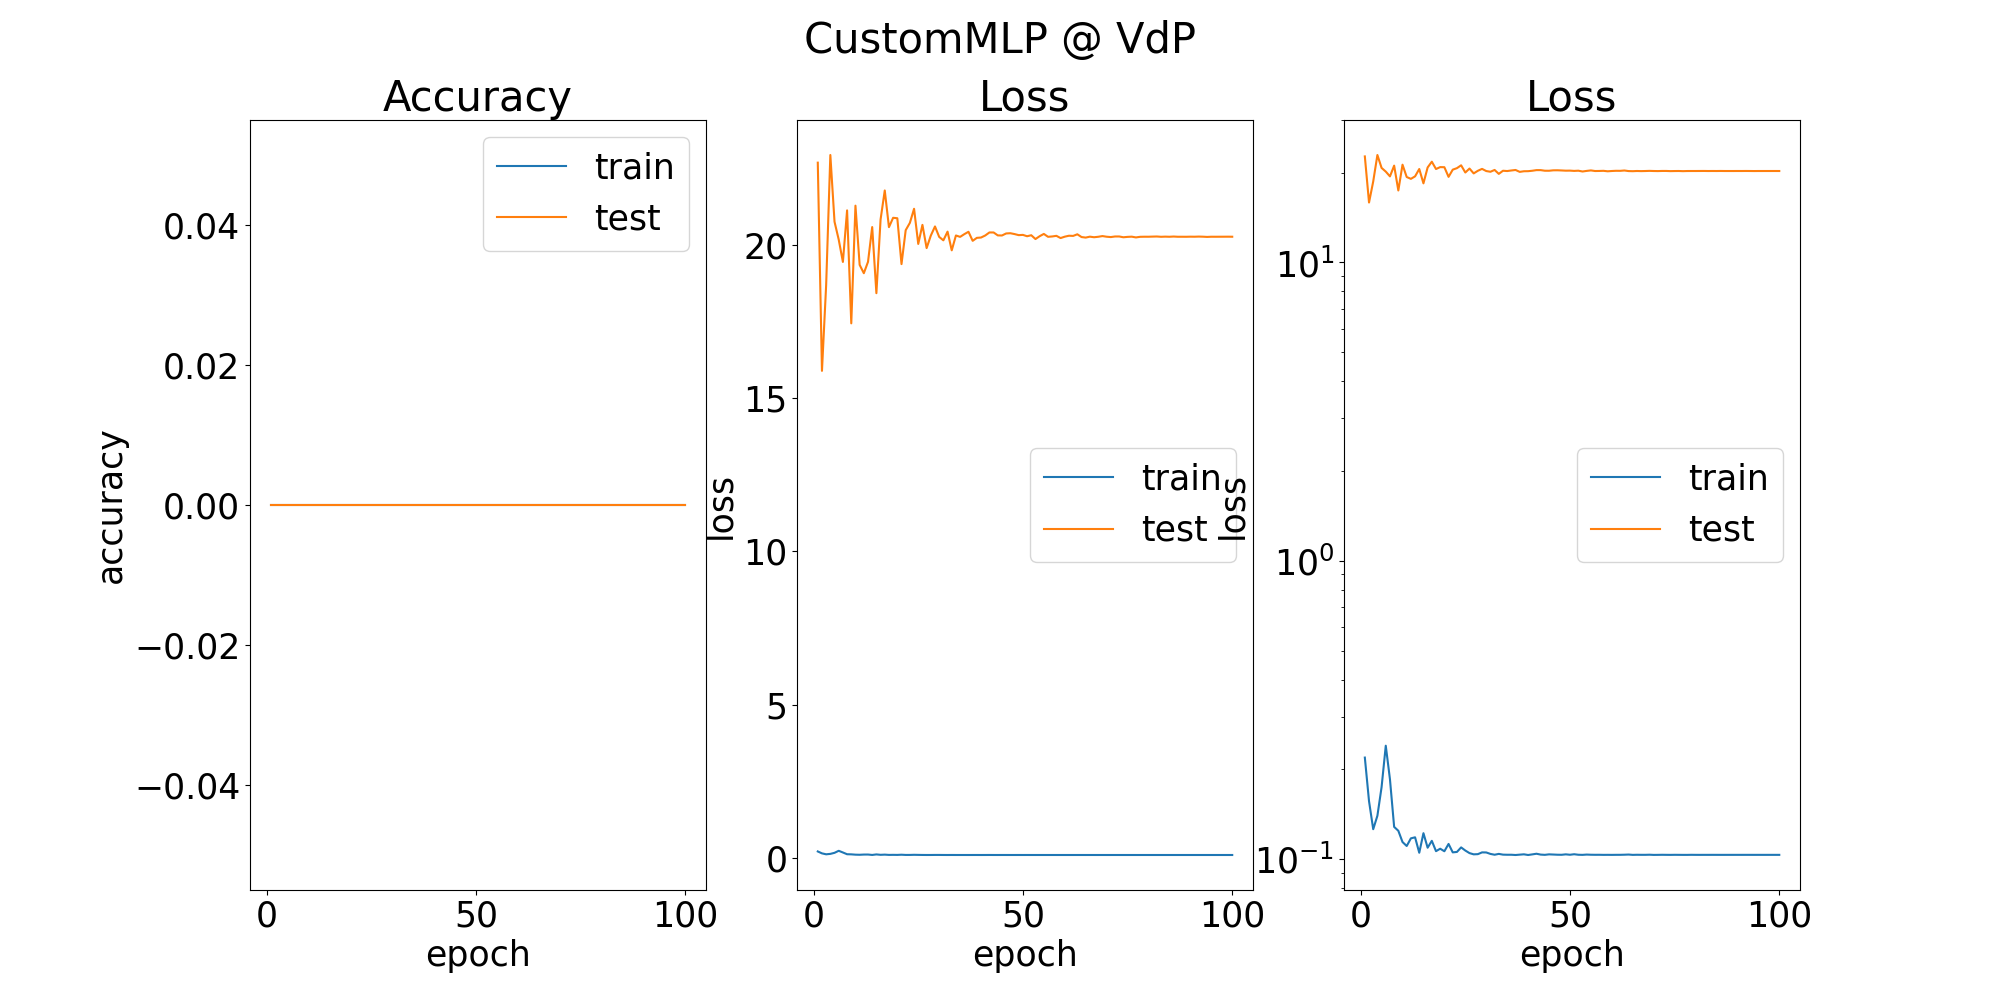 CustomMLP @ VdP
Accuracy
accuracy
0.04
0.02
0.00
−0.02
−0.04
0 50 100
epoch
train
test
Loss
loss
20
15
10
5
0
0 50 100
epoch
train
test
Loss
loss
10¹
10⁰
10⁻¹
0 50 100
epoch
train
test